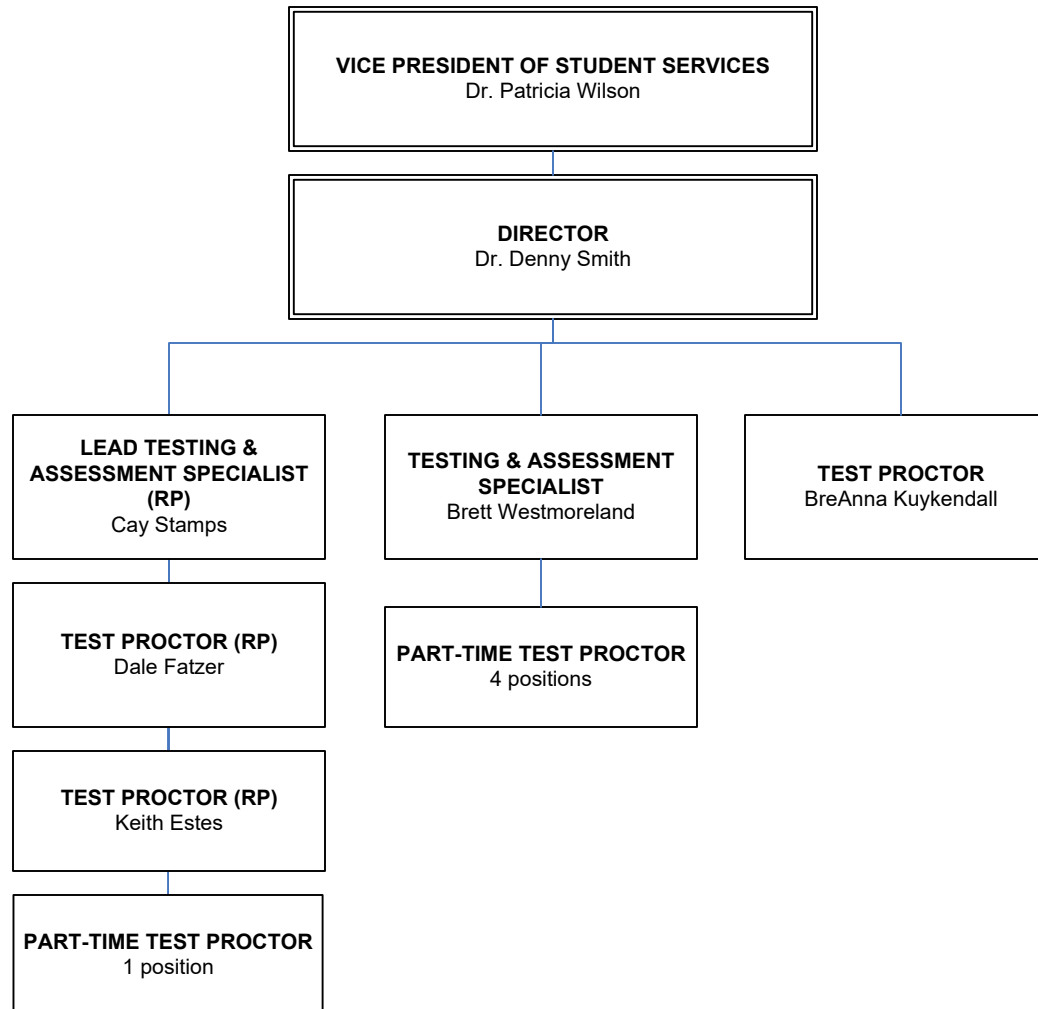 VICE PRESIDENT OF STUDENT SERVICES
Dr. Patricia Wilson
DIRECTOR
Dr. Denny Smith
LEAD TESTING &
ASSESSMENT SPECIALIST
(RP)
Cay Stamps
TESTING & ASSESSMENT
SPECIALIST
Brett Westmoreland
TEST PROCTOR
BreAnna Kuykendall
TEST PROCTOR (RP)
Dale Fatzer
PART-TIME TEST PROCTOR
4 positions
TEST PROCTOR (RP)
Keith Estes
PART-TIME TEST PROCTOR
1 position